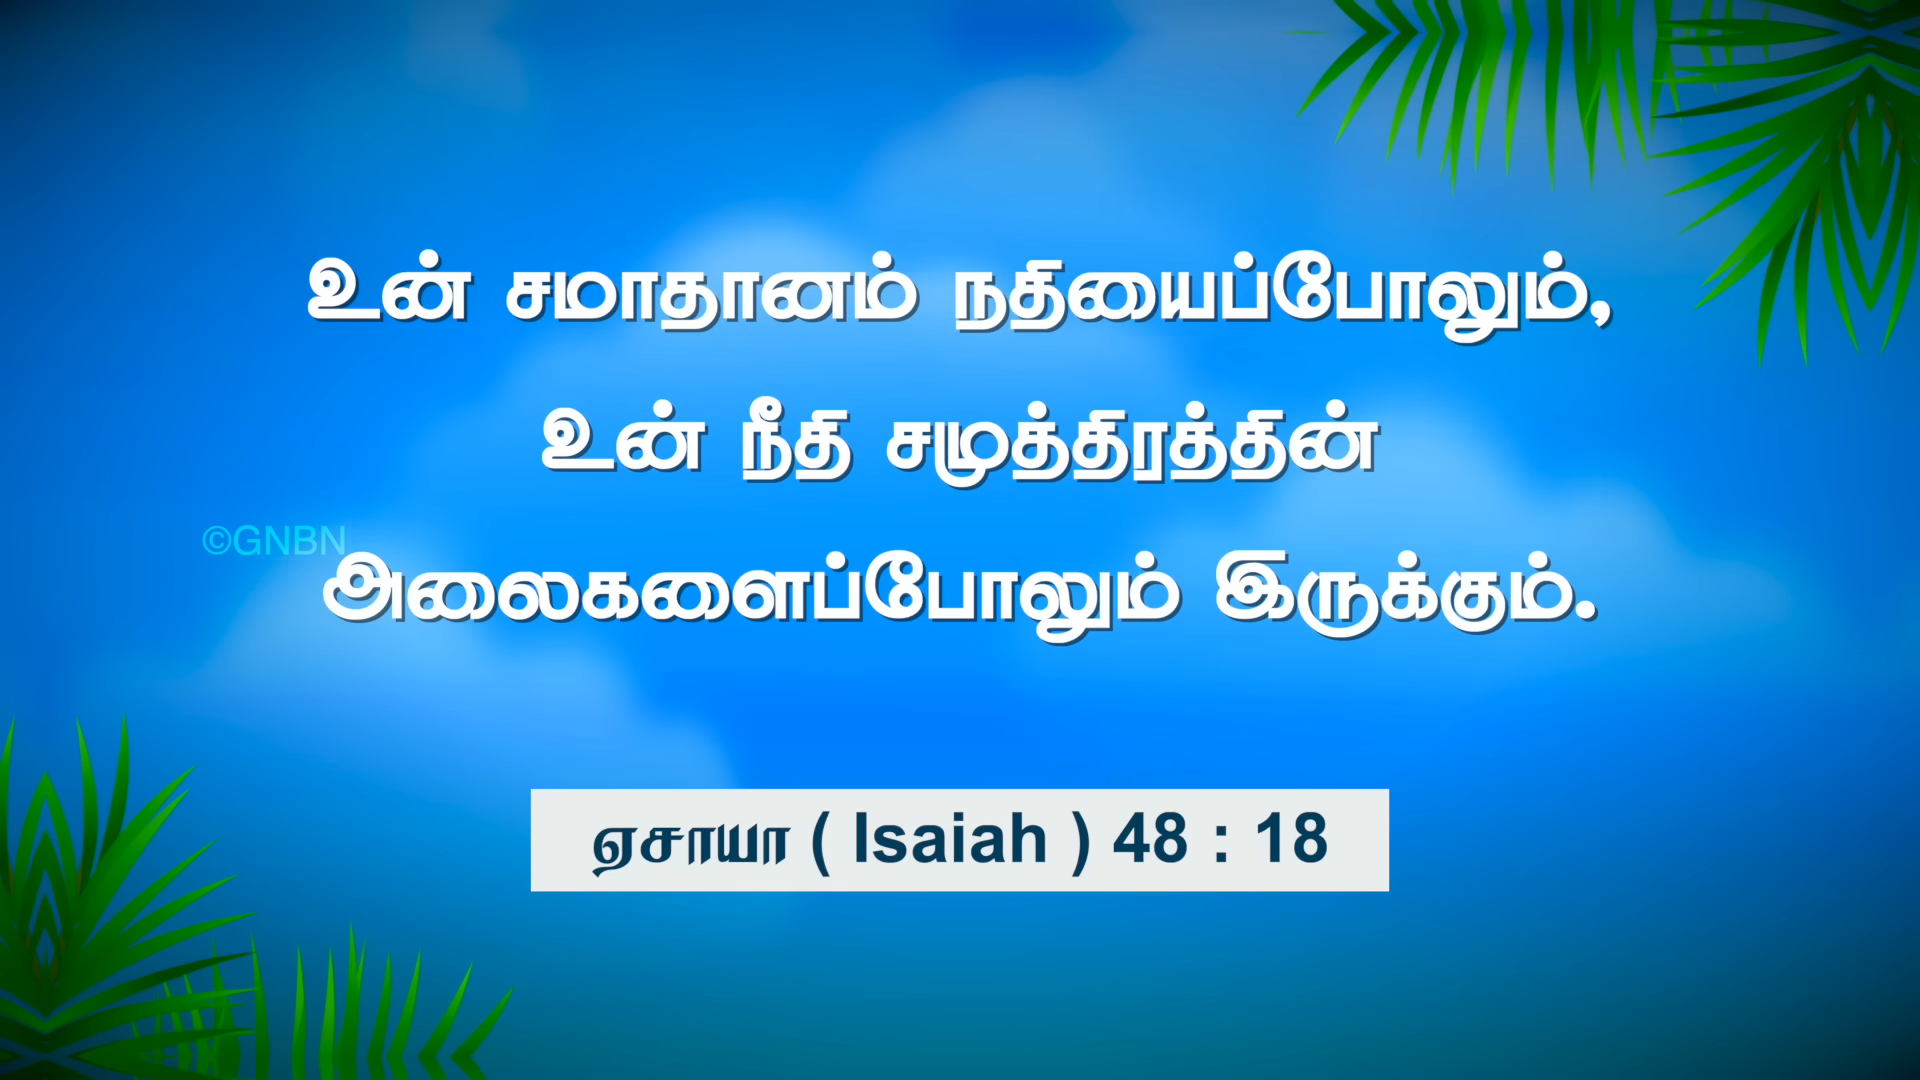 உன் சமாதானம் நதியைப்போலும்,
உன் நீதி சமுத்திரத்தின்
©GNBN
அலைகளைப்போலும் இருக்கும்.
ஏசாயா ( Isaiah ) 48 : 18